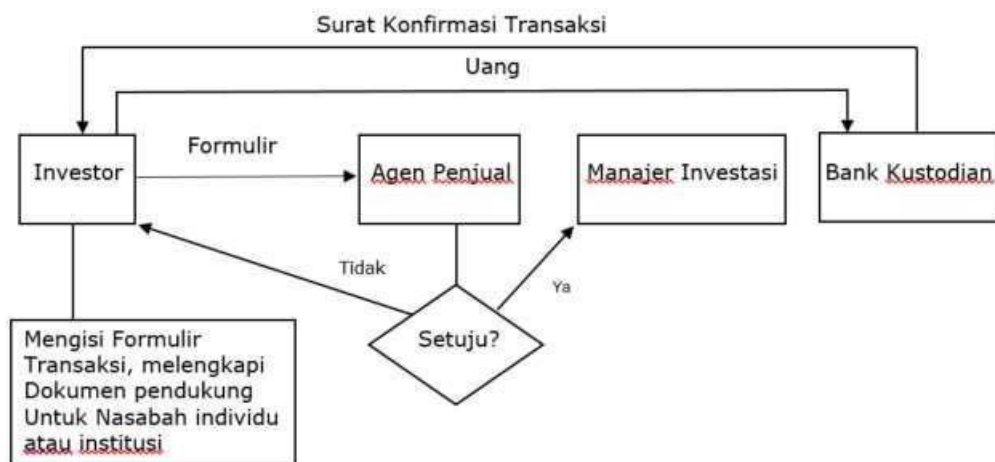 Surat Konfirmasi Transaksi
Uang
Investor
Formulir
Agen Penjual
Manajer Investasi
Bank Kustodian
Tidak
Ya
Setuju?
Mengisi Formulir
Transaksi, melengkapi
Dokumen pendukung
Untuk Nasabah individu
atau institusi